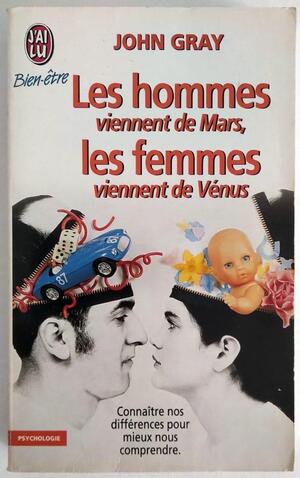 J'AI
LU
JOHN GRAY
Bien-être
Les hommes
viennent de Mars,
les femmes
viennent de Vénus
87
Connaître nos
différences pour
mieux nous
comprendre.
PSYCHOLOGIE